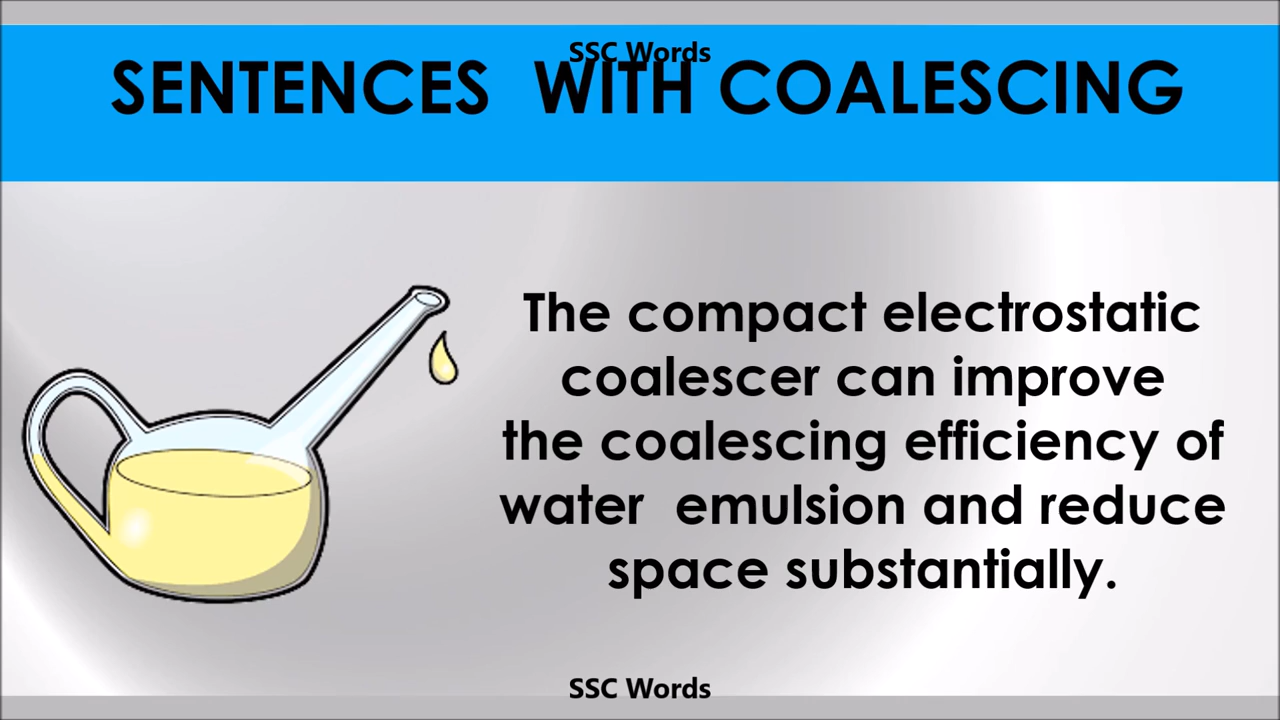 SSC Words
SENTENCES  WITH COALESCING
The compact electrostatic
coalescer can improve
the coalescing efficiency of
water  emulsion and reduce
space substantially.
SSC Words